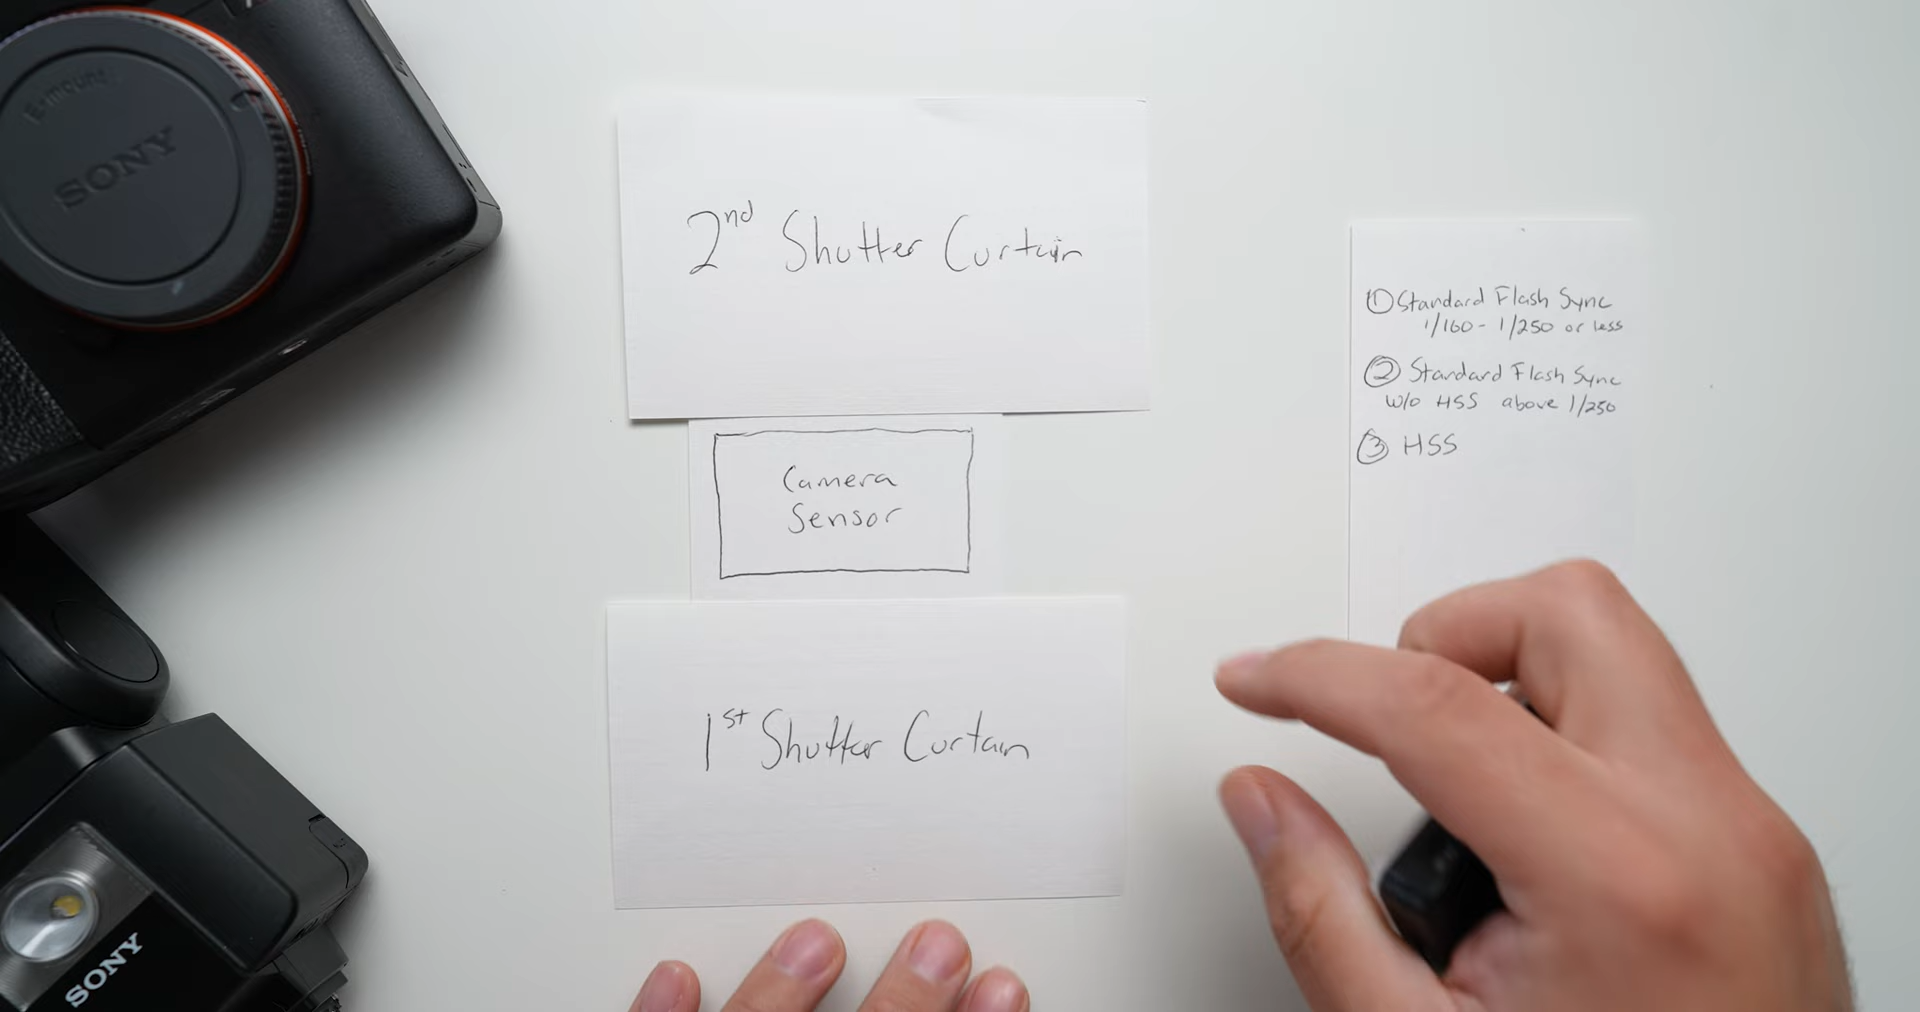 E-mount
SONY
2nd Shutter Curtain
Camera
Sensor
1st Shutter Curtain
① Standard Flash Sync
1/160 - 1/250 or less
② Standard Flash Sync
w/o HSS above 1/250
③ HSS
SONY